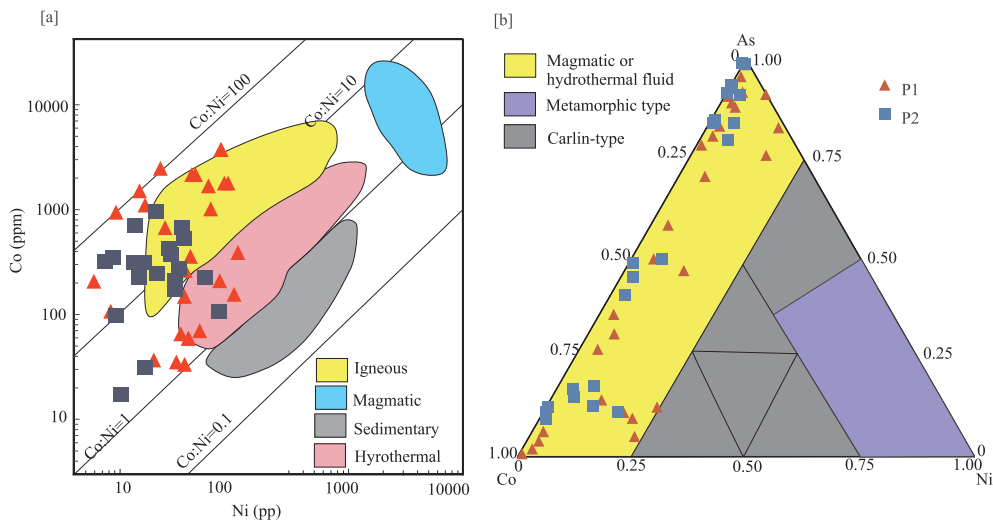 [a]
[b]
Co:Ni=100
Co:Ni=10
Co:Ni=1
Co:Ni=0.1
10000
1000
100
10
Co (ppm)
10
100
1000
10000
Ni (pp)
Igneous
Magmatic
Sedimentary
Hyrothermal
Magmatic or
hydrothermal fluid
Metamorphic type
Carlin-type
As
0
1.00
P1
P2
0.25
0.75
0.50
0.50
0.75
0.25
1.00
0
0
0.25
0.50
0.75
1.00
Co
Ni